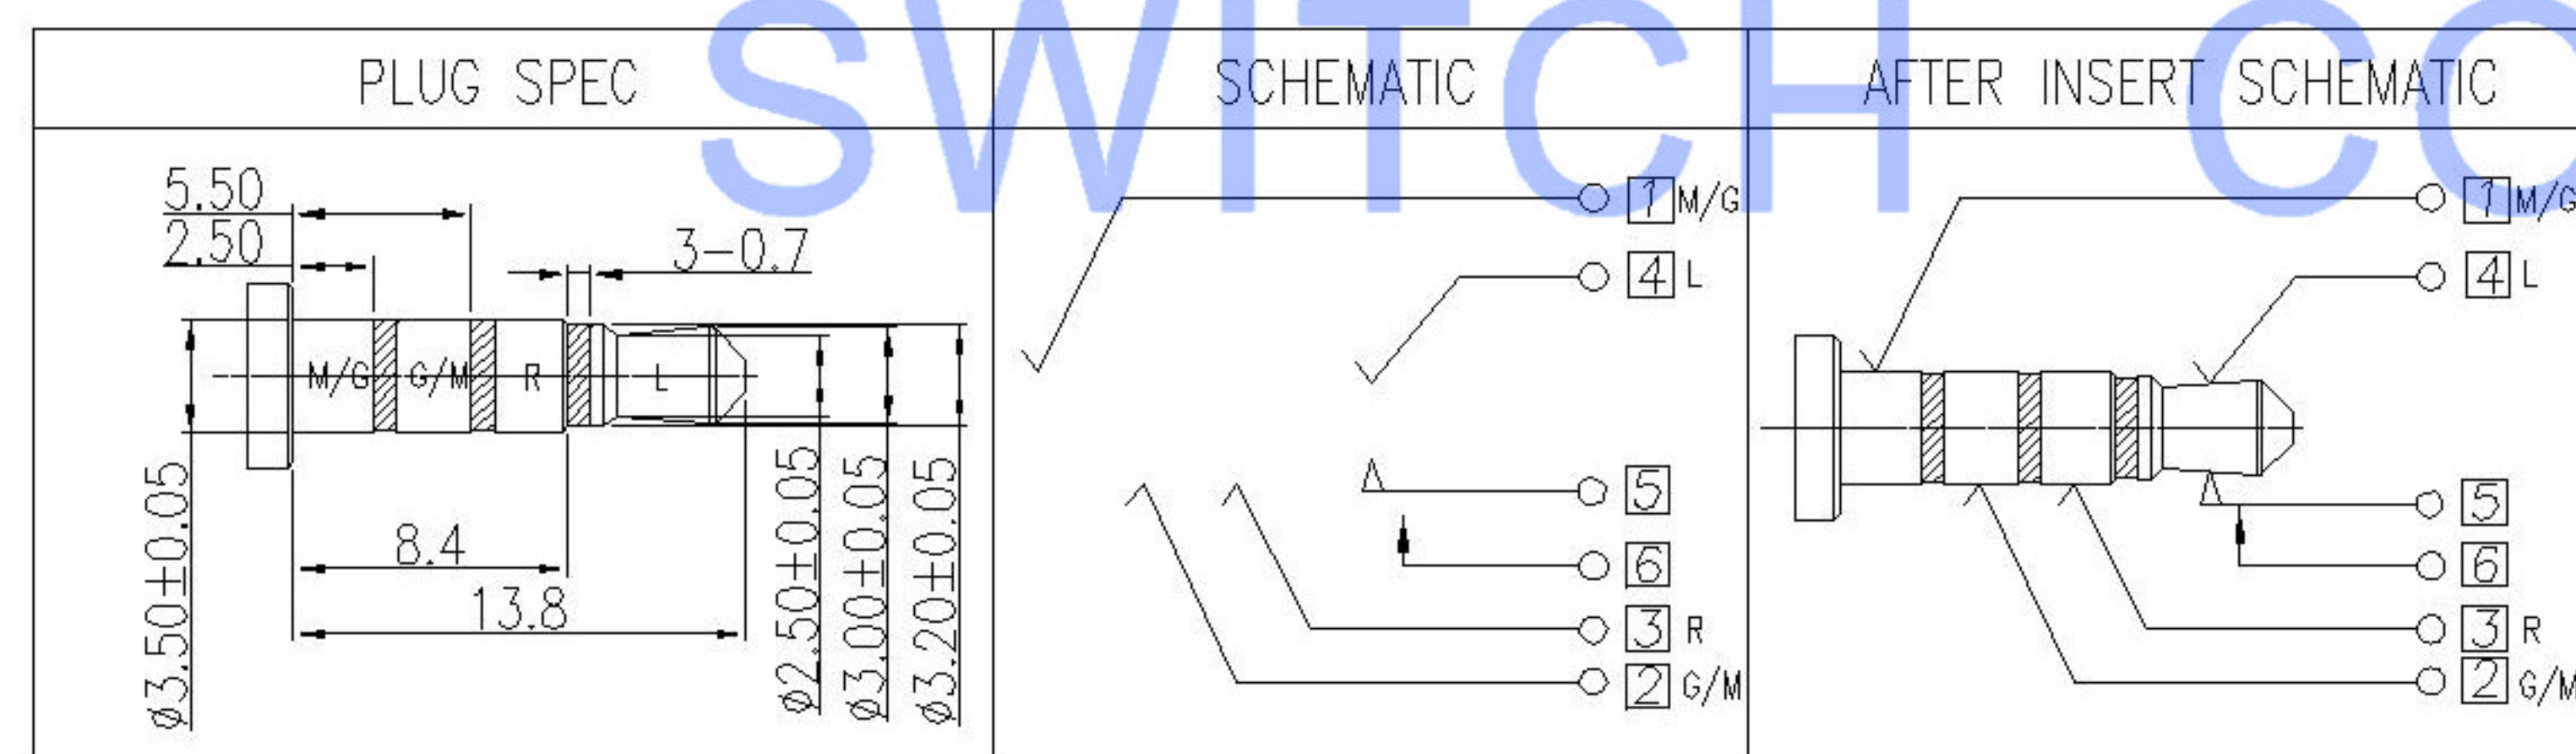 SWITCH CO
PLUG SPEC
SCHEMATIC
AFTER INSERT SCHEMATIC
5.50
2.50
3-0.7
M/G G/M R L
8.4
13.8
ø3.50±0.05
ø2.50±0.05
ø3.00±0.05
ø3.20±0.05
1 M/G
4 L
5
6
3 R
2 G/M
1 M/G
4 L
5
6
3 R
2 G/M